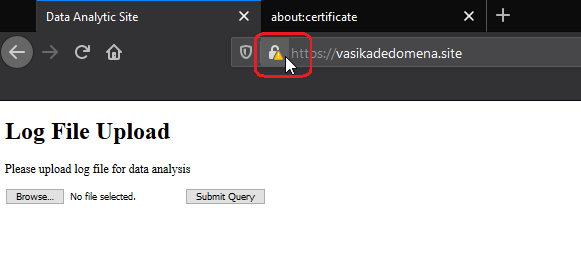 Data Analytic Site
about:certificate
https://vasikadedomena.site
Log File Upload
Please upload log file for data analysis
Browse... No file selected. Submit Query